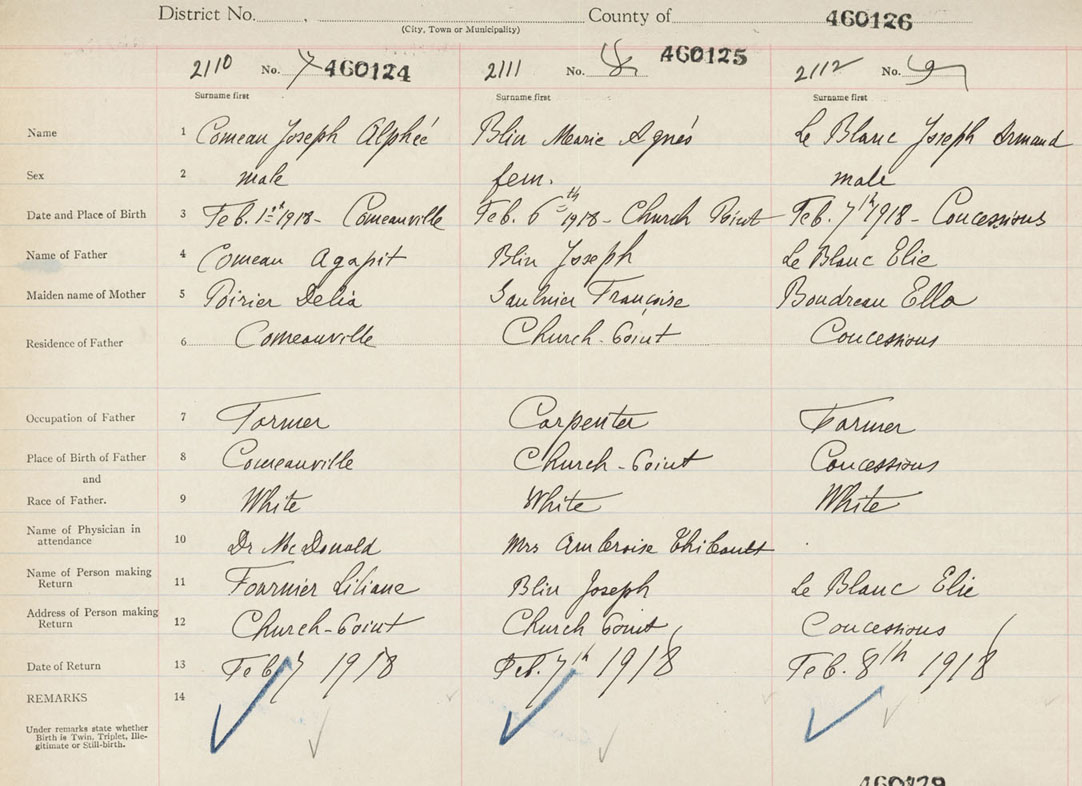 District No. County of 460126
(City, Town or Municipality)
2110 No. 7 460124 2111 No. 8 460125 2112 No. 9
Surname first Surname first Surname first
Name 1 Comeau Joseph Alphée Blin Marie Agnés Le Blanc Joseph Armand
Sex 2 male fem. male
Date and Place of Birth 3 Feb. 1st 1918 - Comeauville Feb. 6th 1918 - Church Point Feb. 7th 1918 - Concessions
Name of Father 4 Comeau Agapit Blin Joseph Le Blanc Elie
Maiden name of Mother 5 Poirier Delia Saulnier Françoise Boudreau Ella
Residence of Father 6 Comeauville Church-Point Concessions
Occupation of Father 7 Farmer Carpenter Farmer
Place of Birth of Father 8 Comeauville Church-Point Concessions
and
Race of Father. 9 White White White
Name of Physician in
attendance 10 Dr McDonald Mrs Ambroise Thibault
Name of Person making
Return 11 Fournier Liliane Blin Joseph Le Blanc Elie
Address of Person making
Return 12 Church-Point Church Point Concessions
Date of Return 13 Feb 7 1918 Feb. 7th 1918 Feb. 8th 1918
REMARKS 14
Under remarks state whether
Birth is Twin, Triplet, Ille-
gitimate or Still-birth.